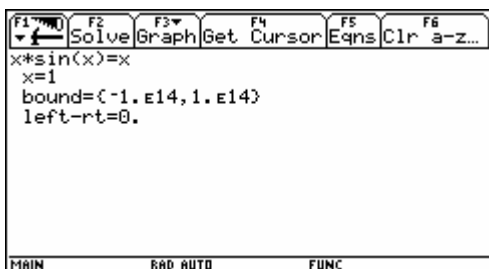 F1 F2 F3 F4 F5 F6
Solve Graph Get Cursor Eqns Clr a-z…
x*sin(x)=x
x=1
bound={-1.E14,1.E14}
left-rt=0.
MAIN RAD AUTO FUNC